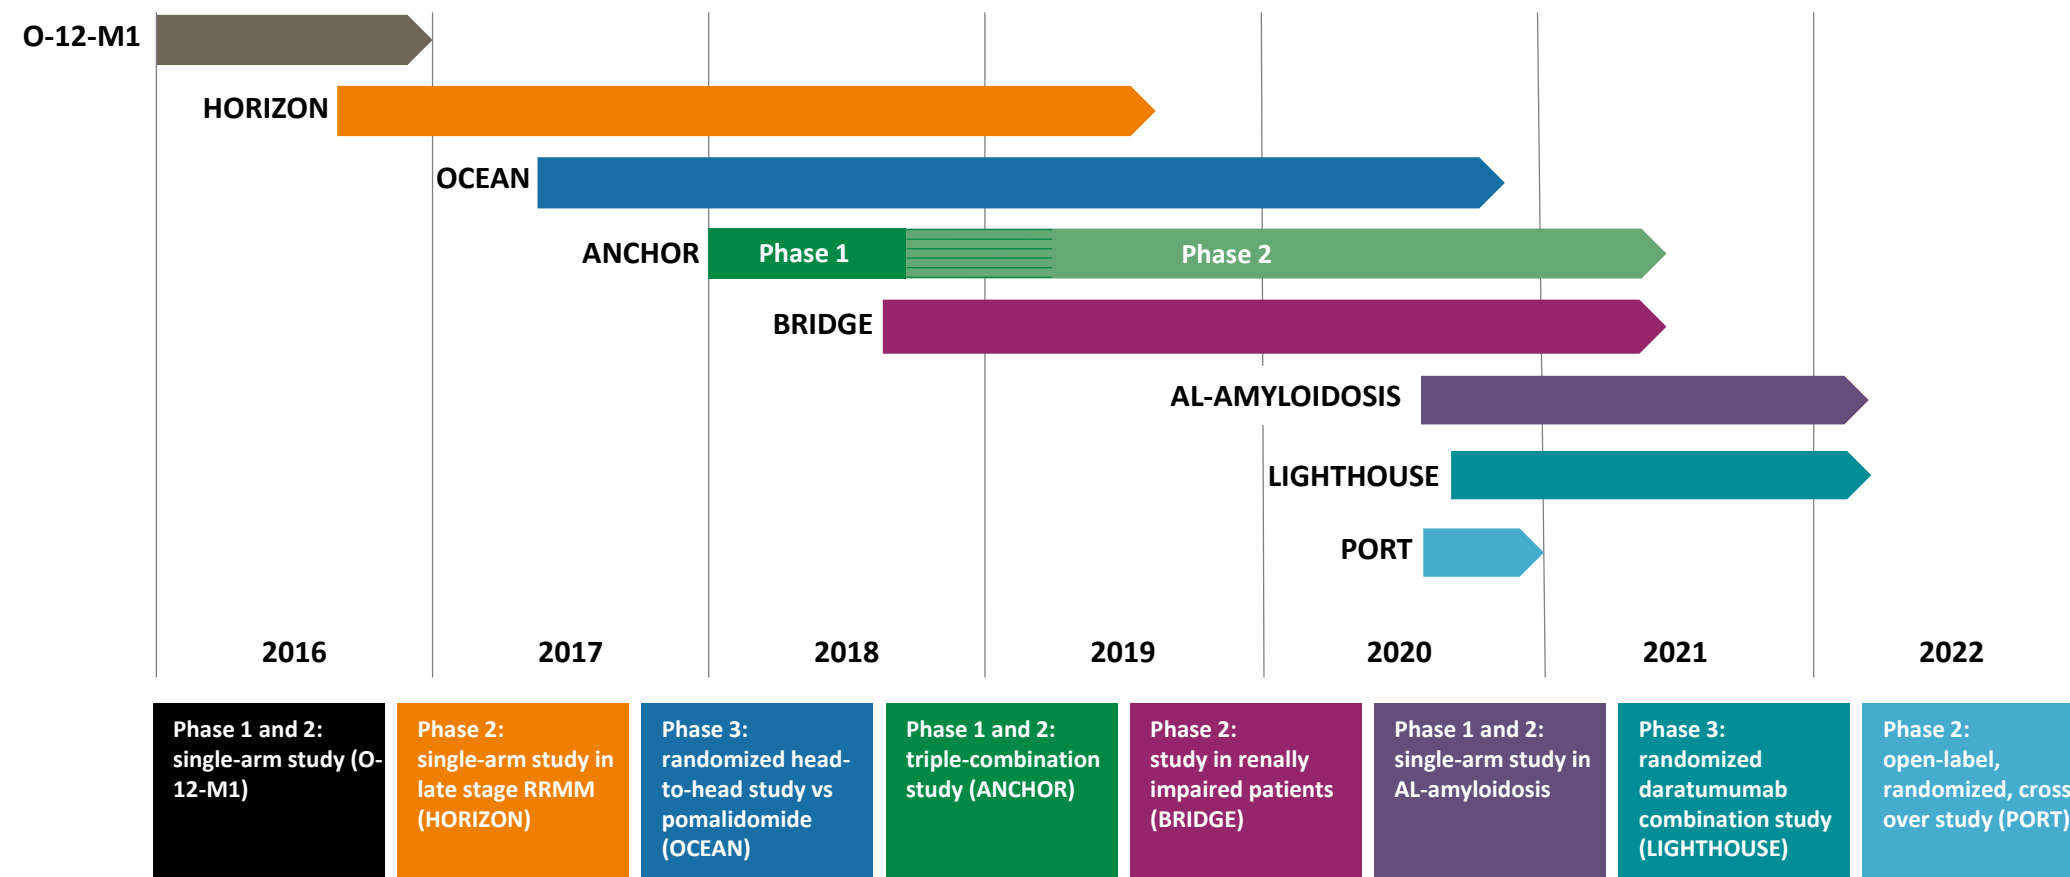 O-12-M1
HORIZON
OCEAN
ANCHOR
Phase 1
Phase 2
BRIDGE
AL-AMYLOIDOSIS
LIGHTHOUSE
PORT
2016
2017
2018
2019
2020
2021
2022
Phase 1 and 2:
single-arm study (O-
12-M1)
Phase 2:
single-arm study in
late stage RRMM
(HORIZON)
Phase 3:
randomized head-
to-head study vs
pomalidomide
(OCEAN)
Phase 1 and 2:
triple-combination
study (ANCHOR)
Phase 2:
study in renally
impaired patients
(BRIDGE)
Phase 1 and 2:
single-arm study in
AL-amyloidosis
Phase 3:
randomized
daratumumab
combination study
(LIGHTHOUSE)
Phase 2:
open-label,
randomized, cross
over study (PORT)